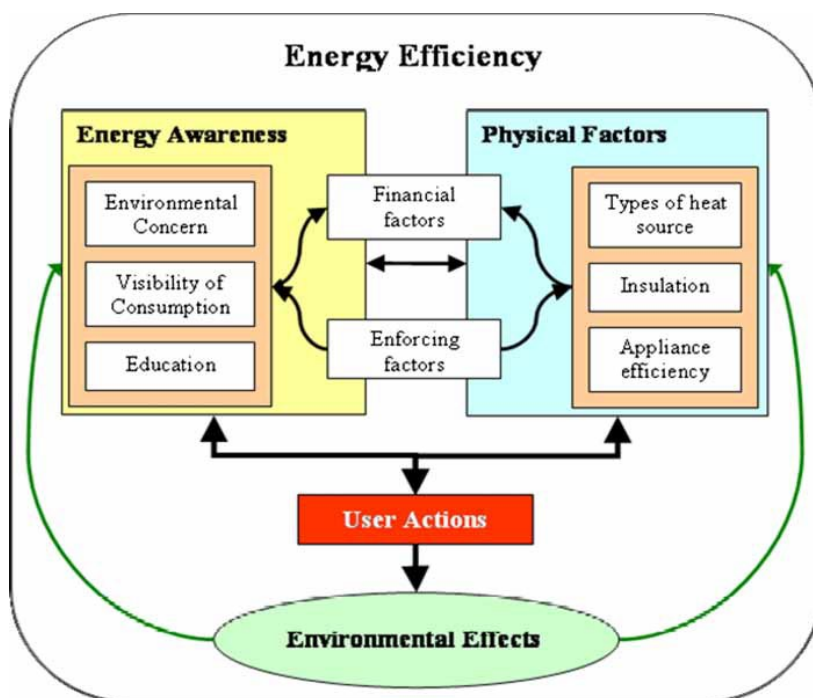 Energy Efficiency
Energy Awareness
Environmental
Concern
Visibility of
Consumption
Education
Financial
factors
Enforcing
factors
Physical Factors
Types of heat
source
Insulation
Appliance
efficiency
User Actions
Environmental Effects